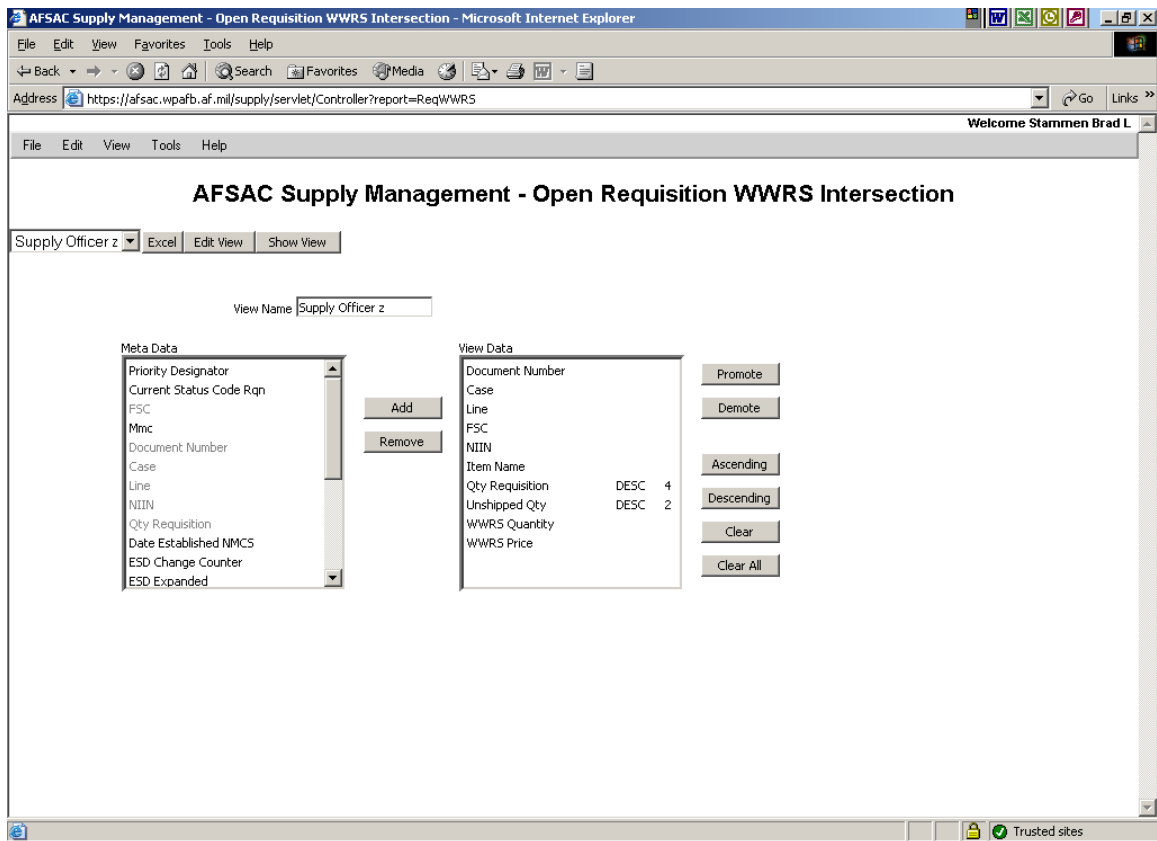 AFSAC Supply Management - Open Requisition WWRS Intersection - Microsoft Internet Explorer
File Edit View Favorites Tools Help
Back Search Favorites Media
Address https://afsac.wpafb.af.mil/supply/servlet/Controller?report=ReqWWRS Go Links »
Welcome Stammen Brad L
File Edit View Tools Help
AFSAC Supply Management - Open Requisition WWRS Intersection
Supply Officer z Excel Edit View Show View
View Name Supply Officer z
Meta Data
Priority Designator
Current Status Code Rqn
FSC
Mmc
Document Number
Case
Line
NIIN
Qty Requisition
Date Established NMCS
ESD Change Counter
ESD Expanded
Add
Remove
View Data
Document Number
Case
Line
FSC
NIIN
Item Name
Qty Requisition DESC 4
Unshipped Qty DESC 2
WWRS Quantity
WWRS Price
Promote
Demote
Ascending
Descending
Clear
Clear All
Trusted sites